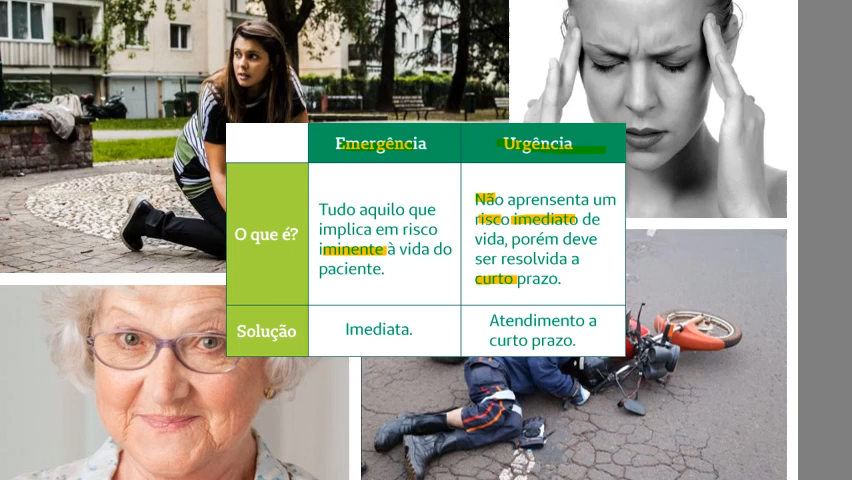 Emergência
Urgência
O que é?
Tudo aquilo que
implica em risco
iminente à vida do
paciente.
Não aprensenta um
risco imediato de
vida, porém deve
ser resolvida a
curto prazo.
Solução
Imediata.
Atendimento a
curto prazo.